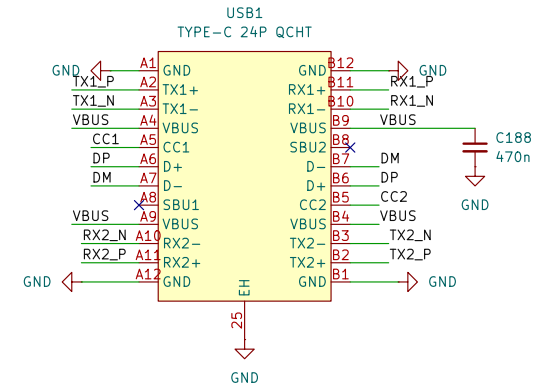 USB1
TYPE-C 24P QCHT
GND A1 GND GND B12 GND
TX1_P A2 TX1+ RX1+ B11 RX1_P
TX1_N A3 TX1- RX1- B10 RX1_N
VBUS A4 VBUS VBUS B9 VBUS
CC1 A5 CC1 SBU2 B8
C188
470n
GND
DP A6 D+ D- B7 DM
DM A7 D- D+ B6 DP
A8 SBU1 CC2 B5 CC2
VBUS A9 VBUS VBUS B4 VBUS
RX2_N A10 RX2- TX2- B3 TX2_N
RX2_P A11 RX2+ TX2+ B2 TX2_P
GND A12 GND GND B1 GND
EH
25
GND